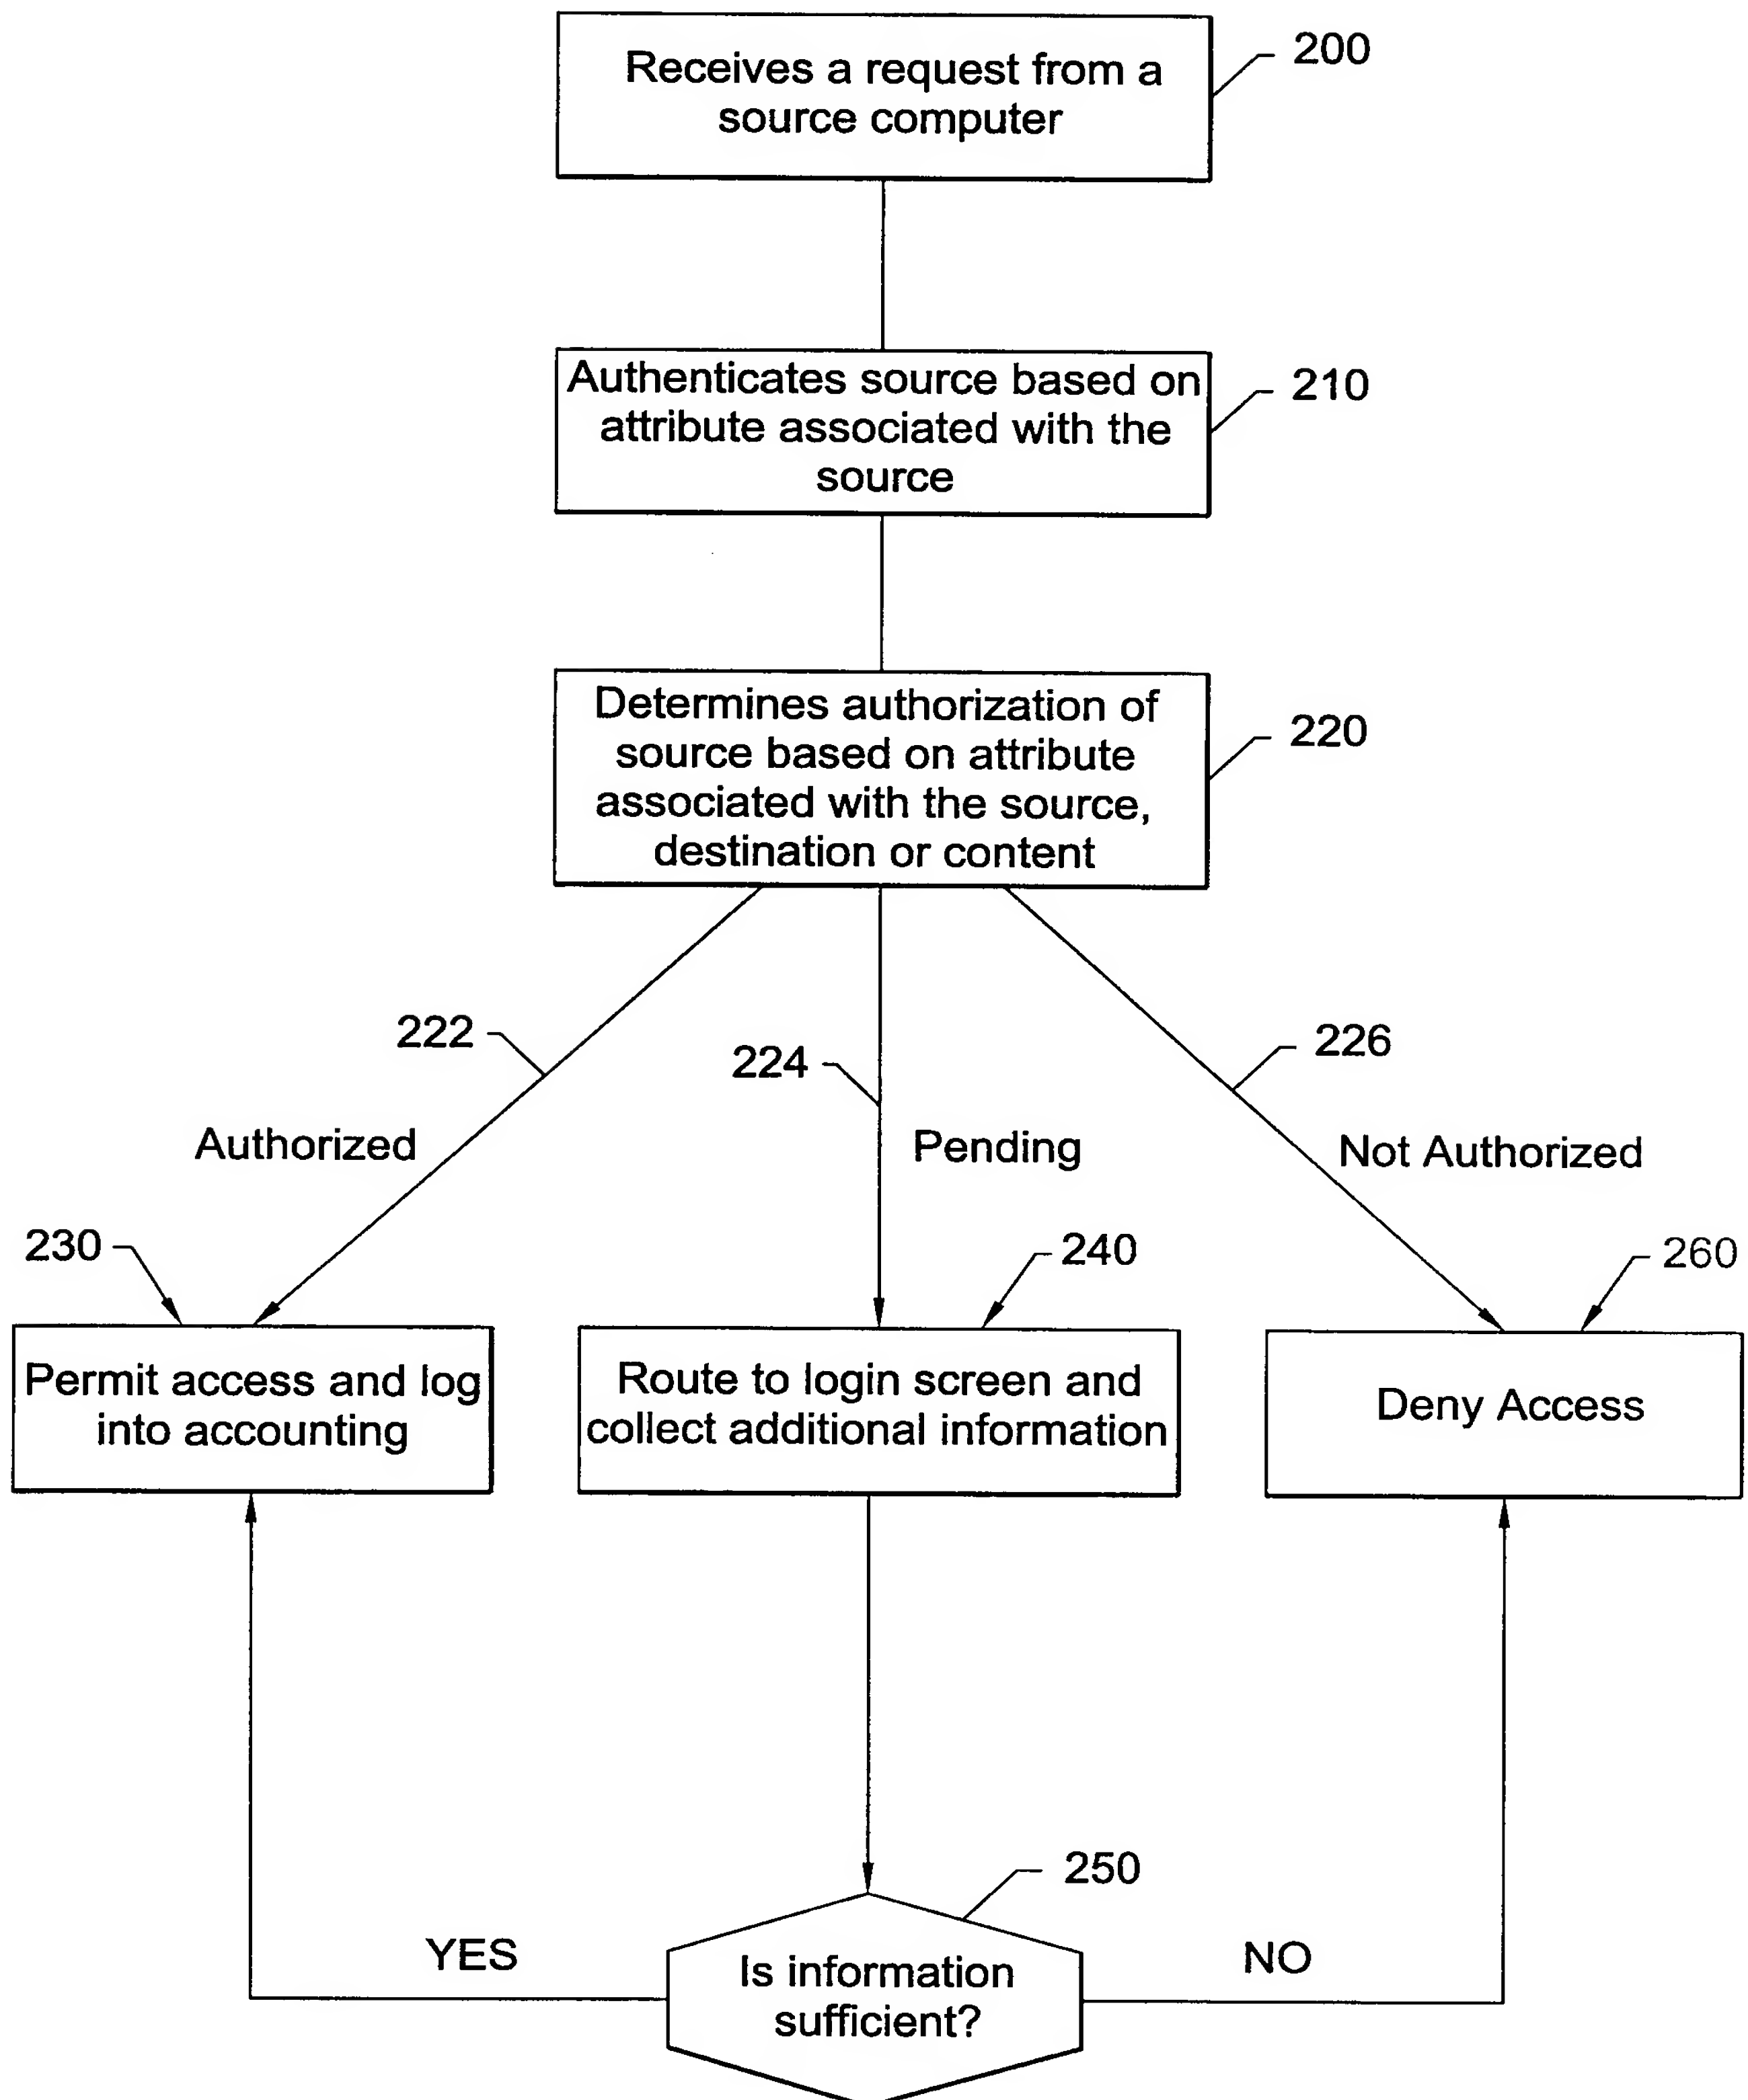 Receives a request from a
source computer
200
Authenticates source based on
attribute associated with the
source
210
Determines authorization of
source based on attribute
associated with the source,
destination or content
220
222
224
226
Authorized
Pending
Not Authorized
230
240
260
Permit access and log
into accounting
Route to login screen and
collect additional information
Deny Access
250
YES
Is information
sufficient?
NO